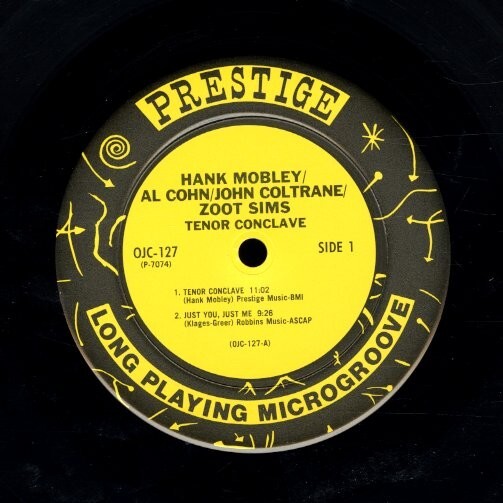 PRESTIGE
HANK MOBLEY/
AL COHN/JOHN COLTRANE/
ZOOT SIMS
TENOR CONCLAVE
OJC-127
(P-7074)
SIDE 1
1. TENOR CONCLAVE 11:02
(Hank Mobley) Prestige Music-BMI
2. JUST YOU, JUST ME 9:26
(Klages-Greer) Robbins Music-ASCAP
(OJC-127-A)
LONG PLAYING MICROGROOVE